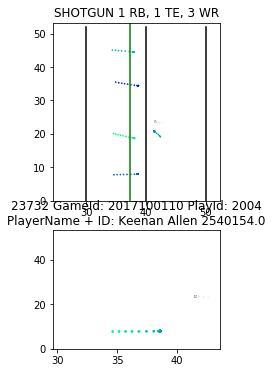 SHOTGUN 1 RB, 1 TE, 3 WR
50
40
30
20
10
0
30 40 50
23732 GameId: 2017100110 PlayId: 2004
PlayerName + ID: Keenan Allen 2540154.0
40
20
0
30 35 40